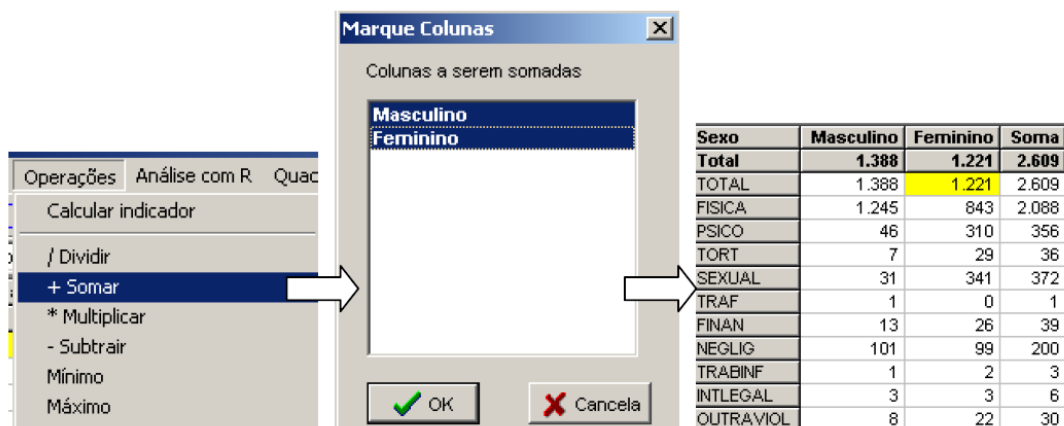 Operações Análise com R Quac
Calcular indicador
/ Dividir
+ Somar
* Multiplicar
- Subtrair
Mínimo
Máximo
Marque Colunas
Colunas a serem somadas
Masculino
Feminino
OK Cancela
Sexo Masculino Feminino Soma
Total 1.388 1.221 2.609
TOTAL 1.388 1.221 2.609
FISICA 1.245 843 2.088
PSICO 46 310 356
TORT 7 29 36
SEXUAL 31 341 372
TRAF 1 0 1
FINAN 13 26 39
NEGLIG 101 99 200
TRABINF 1 2 3
INTLEGAL 3 3 6
OUTRAVIOL 8 22 30